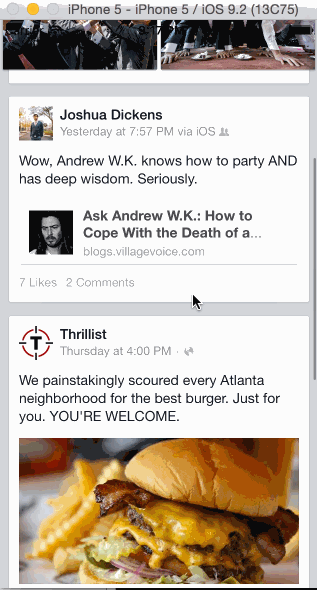 iPhone 5 - iPhone 5 / iOS 9.2 (13C75)
Joshua Dickens
Yesterday at 7:57 PM via iOS
Wow, Andrew W.K. knows how to party AND
has deep wisdom. Seriously.
Ask Andrew W.K.: How to
Cope With the Death of a...
blogs.villagevoice.com
7 Likes 2 Comments
T
Thrillist
Thursday at 4:00 PM ·
We painstakingly scoured every Atlanta
neighborhood for the best burger. Just for
you. YOU'RE WELCOME.